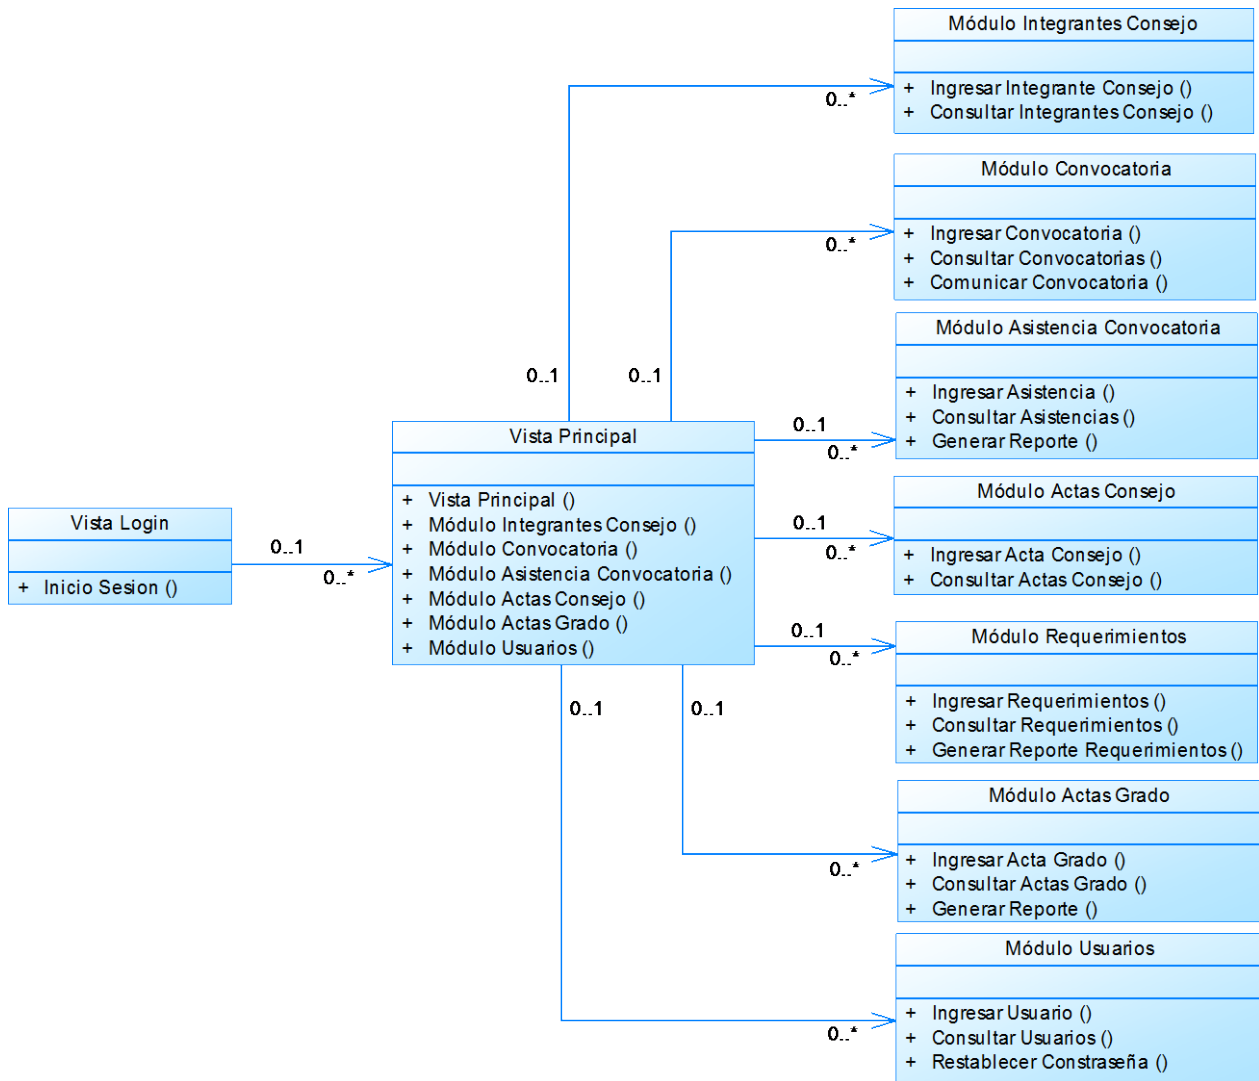 Módulo Integrantes Consejo
+ Ingresar Integrante Consejo ()
+ Consultar Integrantes Consejo ()
0..*
Módulo Convocatoria
+ Ingresar Convocatoria ()
+ Consultar Convocatorias ()
+ Comunicar Convocatoria ()
0..*
Módulo Asistencia Convocatoria
+ Ingresar Asistencia ()
+ Consultar Asistencias ()
+ Generar Reporte ()
0..1
0..1
0..1
0..*
Vista Principal
+ Vista Principal ()
+ Módulo Integrantes Consejo ()
+ Módulo Convocatoria ()
+ Módulo Asistencia Convocatoria ()
+ Módulo Actas Consejo ()
+ Módulo Actas Grado ()
+ Módulo Usuarios ()
Módulo Actas Consejo
+ Ingresar Acta Consejo ()
+ Consultar Actas Consejo ()
0..1
0..*
Vista Login
+ Inicio Sesion ()
0..1
0..*
Módulo Requerimientos
+ Ingresar Requerimientos ()
+ Consultar Requerimientos ()
+ Generar Reporte Requerimientos ()
0..1
0..*
0..1
0..1
Módulo Actas Grado
+ Ingresar Acta Grado ()
+ Consultar Actas Grado ()
+ Generar Reporte ()
0..*
Módulo Usuarios
+ Ingresar Usuario ()
+ Consultar Usuarios ()
+ Restablecer Constraseña ()
0..*